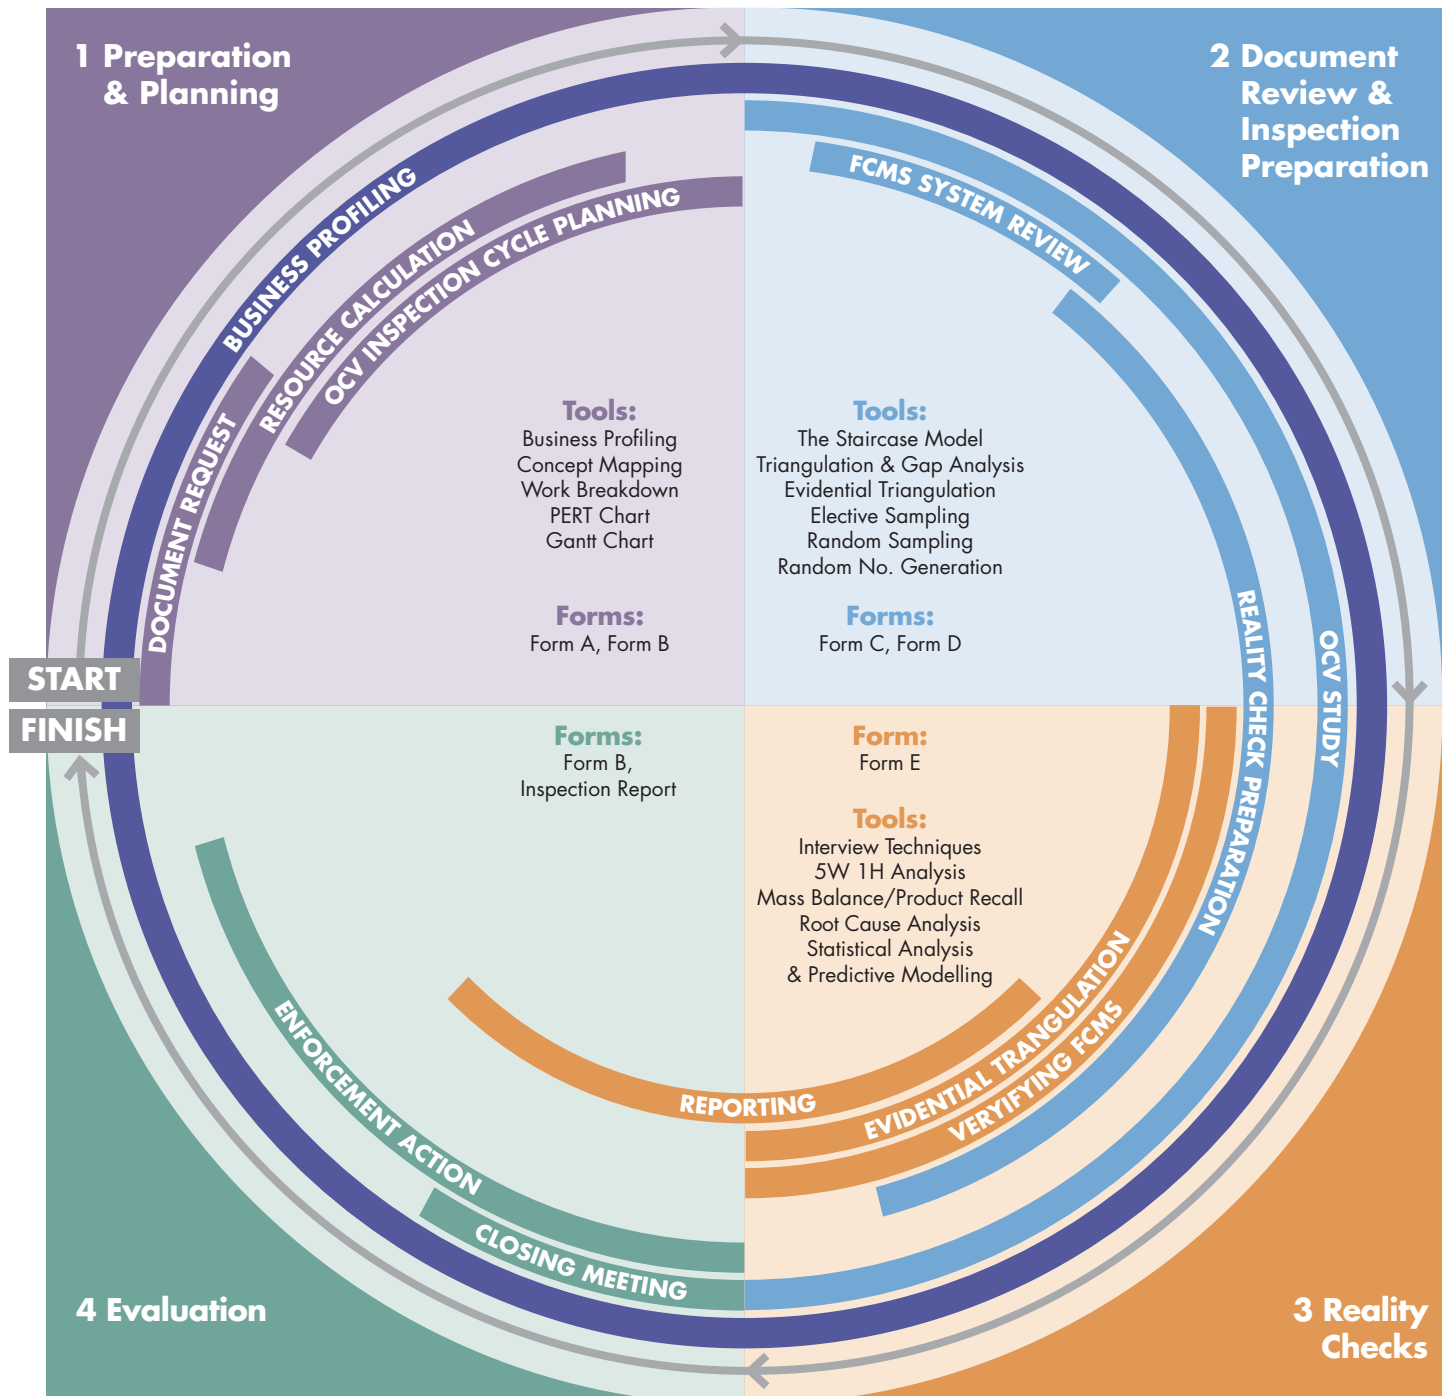 1 Preparation
& Planning
2 Document
Review &
Inspection
Preparation
BUSINESS PROFILING
DOCUMENT REQUEST
RESOURCE CALCULATION
OCV INSPECTION CYCLE PLANNING
FCMS SYSTEM REVIEW
Tools:
Business Profiling
Concept Mapping
Work Breakdown
PERT Chart
Gantt Chart
Forms:
Form A, Form B
Tools:
The Staircase Model
Triangulation & Gap Analysis
Evidential Triangulation
Elective Sampling
Random Sampling
Random No. Generation
Forms:
Form C, Form D
REALITY CHECK PREPARATION
OCV STUDY
START
FINISH
Forms:
Form B,
Inspection Report
Form:
Form E
Tools:
Interview Techniques
5W 1H Analysis
Mass Balance/Product Recall
Root Cause Analysis
Statistical Analysis
& Predictive Modelling
EVIDENTIAL TRANGULATION
VERYIFYING FCMS
REPORTING
ENFORCEMENT ACTION
CLOSING MEETING
4 Evaluation
3 Reality
Checks